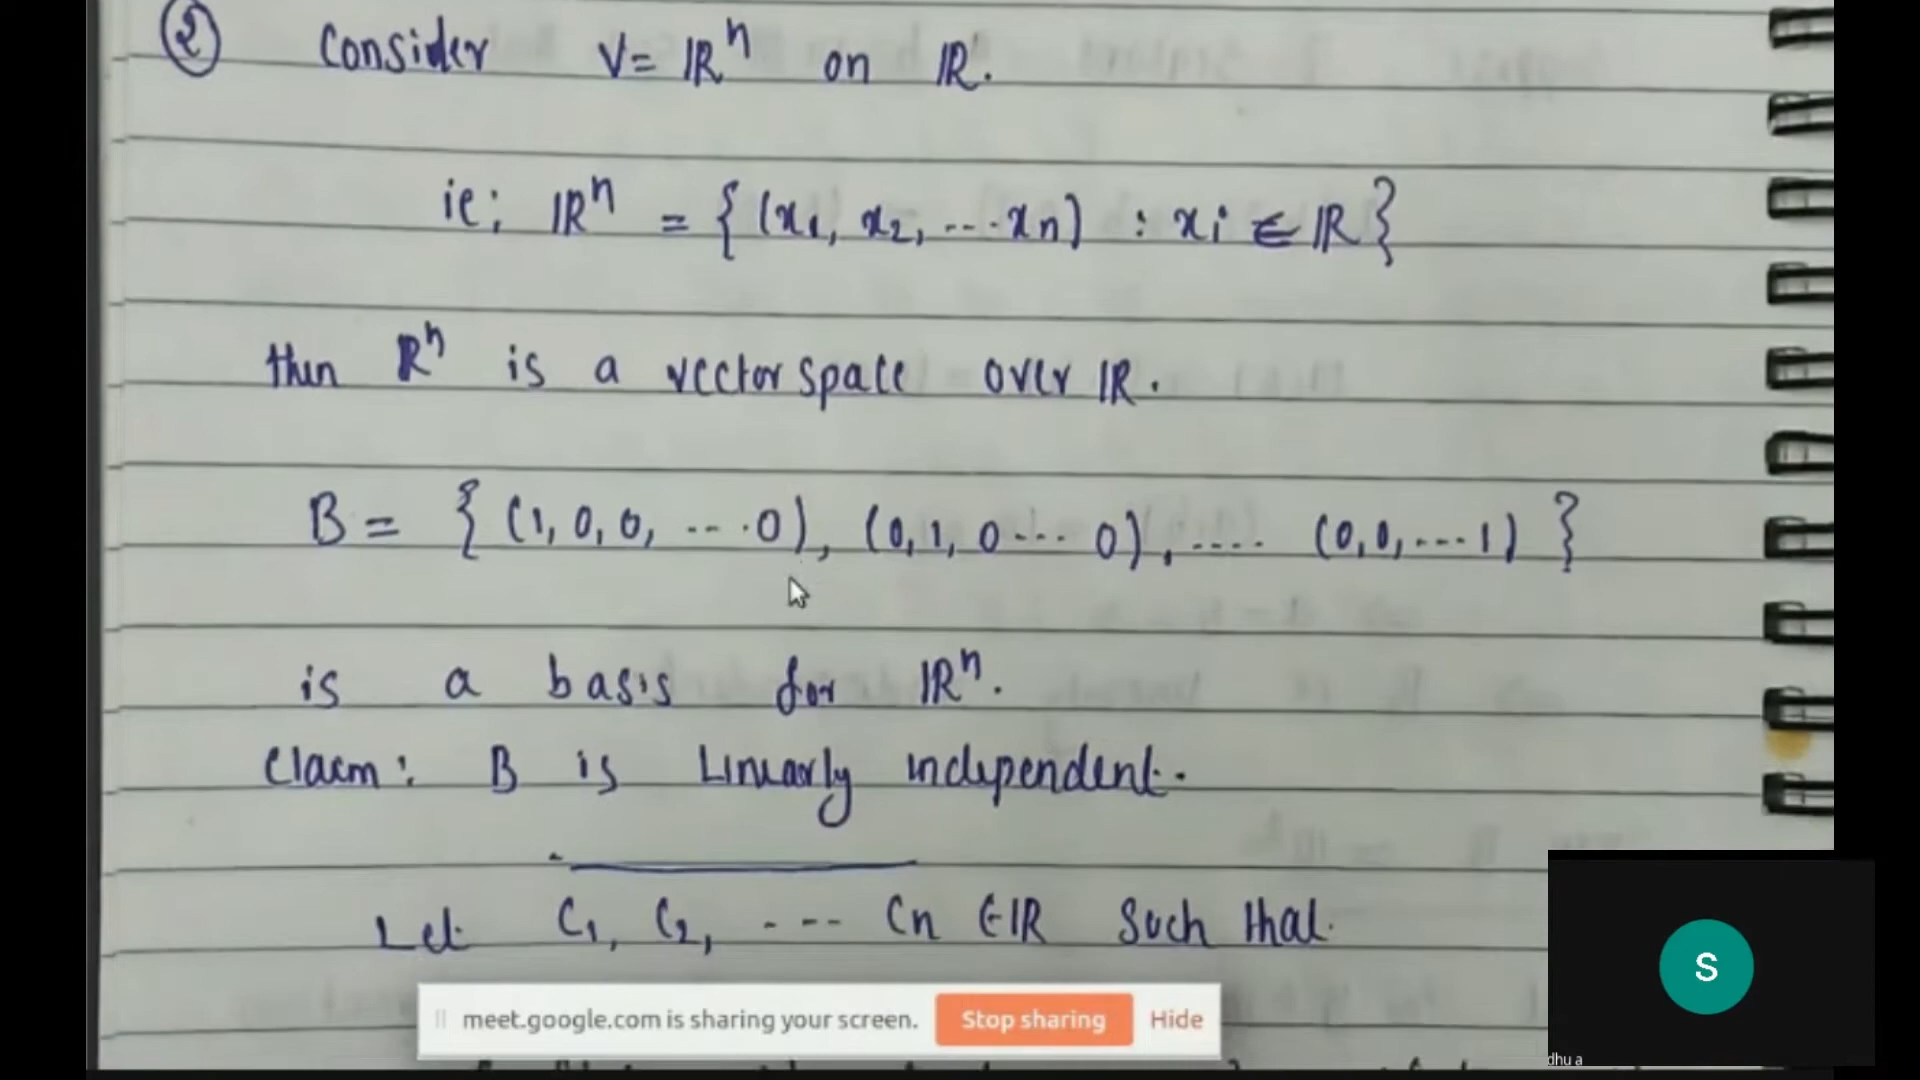 ② Consider V= ℝⁿ on ℝ.
ie; ℝⁿ = { (x₁, x₂, ---xn) : xi ∈ ℝ }
then ℝⁿ is a vector space over ℝ.
B = { (1, 0, 0, --- 0), (0, 1, 0 --- 0), .... (0, 0, --- 1) }
is a basis for ℝⁿ.
Claim: B is Linearly independent.
Let C₁, C₂, - - - Cn ∈ ℝ Such that
meet.google.com is sharing your screen. Stop sharing Hide
S
dhu a